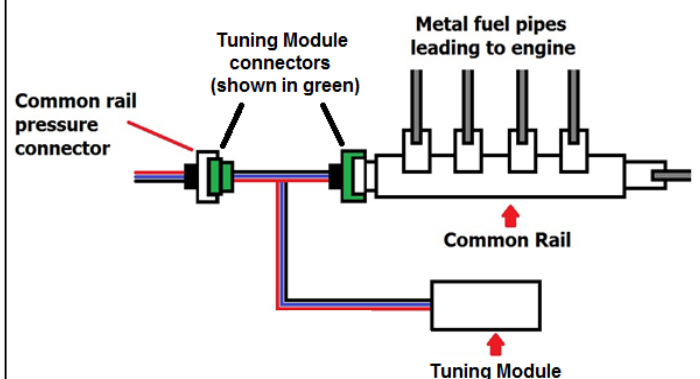 Tuning Module
connectors
(shown in green)
Metal fuel pipes
leading to engine
Common rail
pressure
connector
Common Rail
Tuning Module